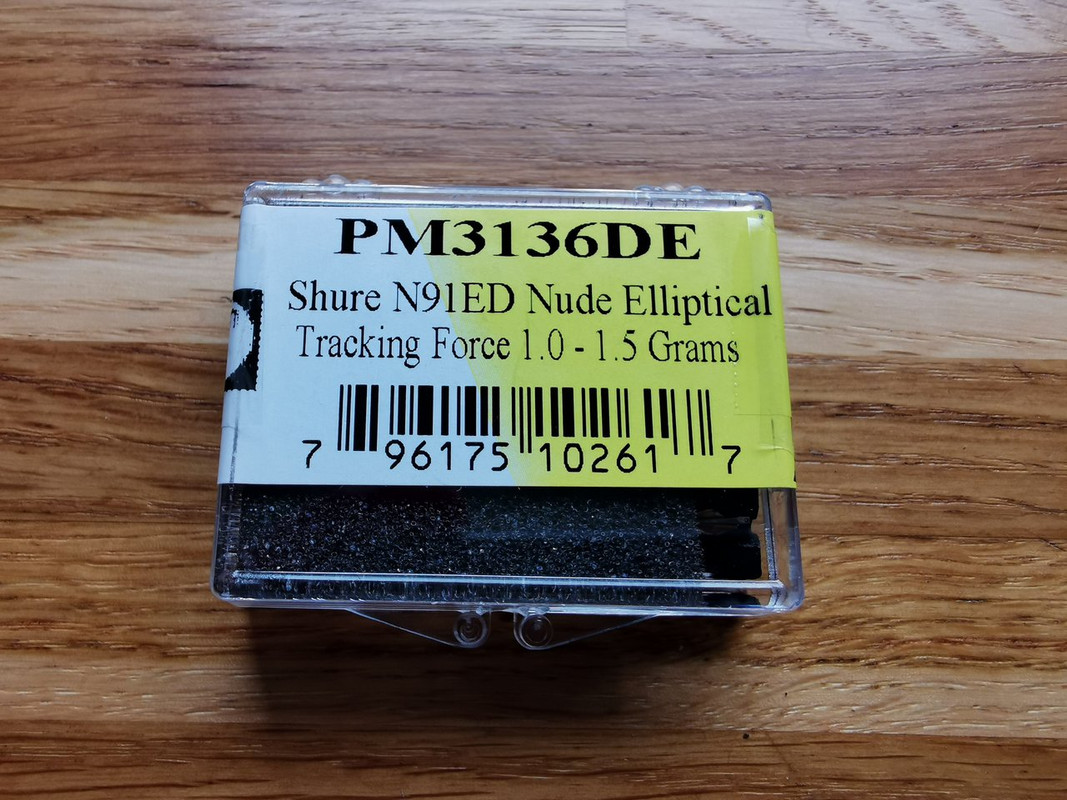 PM3136DE
Shure N91ED Nude Elliptical
Tracking Force 1.0 - 1.5 Grams
7 96175 10261 7